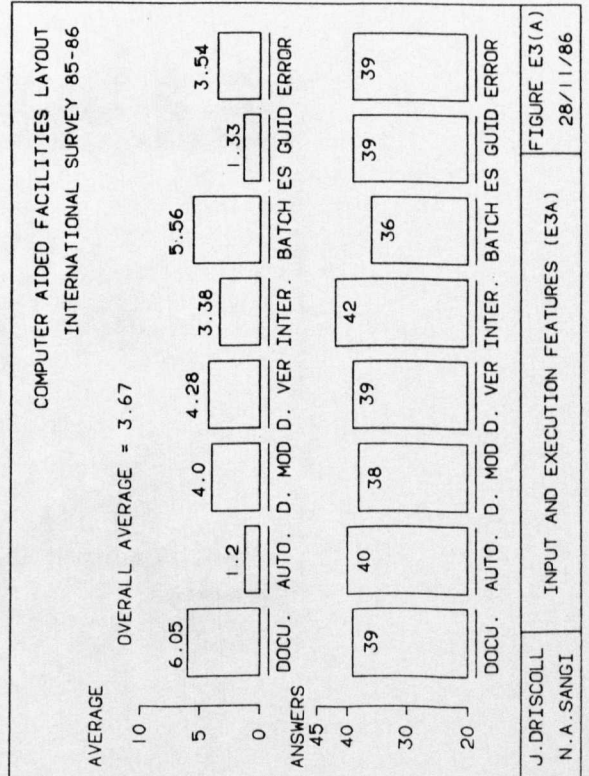 COMPUTER AIDED FACILITIES LAYOUT
INTERNATIONAL SURVEY 85-86
AVERAGE
OVERALL AVERAGE = 3.67
10
5
0
6.05 1.2 4.0 4.28 3.38 5.56 1.33 3.54
DOCU. AUTO. D. MOD D. VER INTER. BATCH ES GUID ERROR
ANSWERS
45
40
30
20
39 40 38 39 42 36 39 39
DOCU. AUTO. D. MOD D. VER INTER. BATCH ES GUID ERROR
J.DRISCOLL
N.A.SANGI
INPUT AND EXECUTION FEATURES (E3A)
FIGURE E3(A)
28/11/86